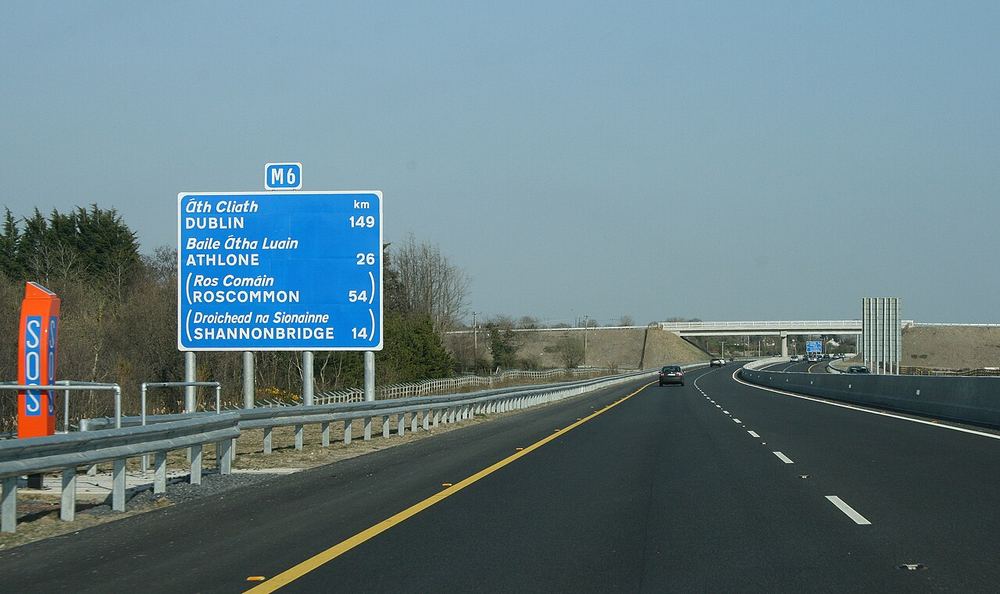 M6
Áth Cliath km
DUBLIN 149
Baile Átha Luain
ATHLONE 26
(Ros Comáin
ROSCOMMON 54)
(Droichead na Sionainne
SHANNONBRIDGE 14)
SOS
SOS